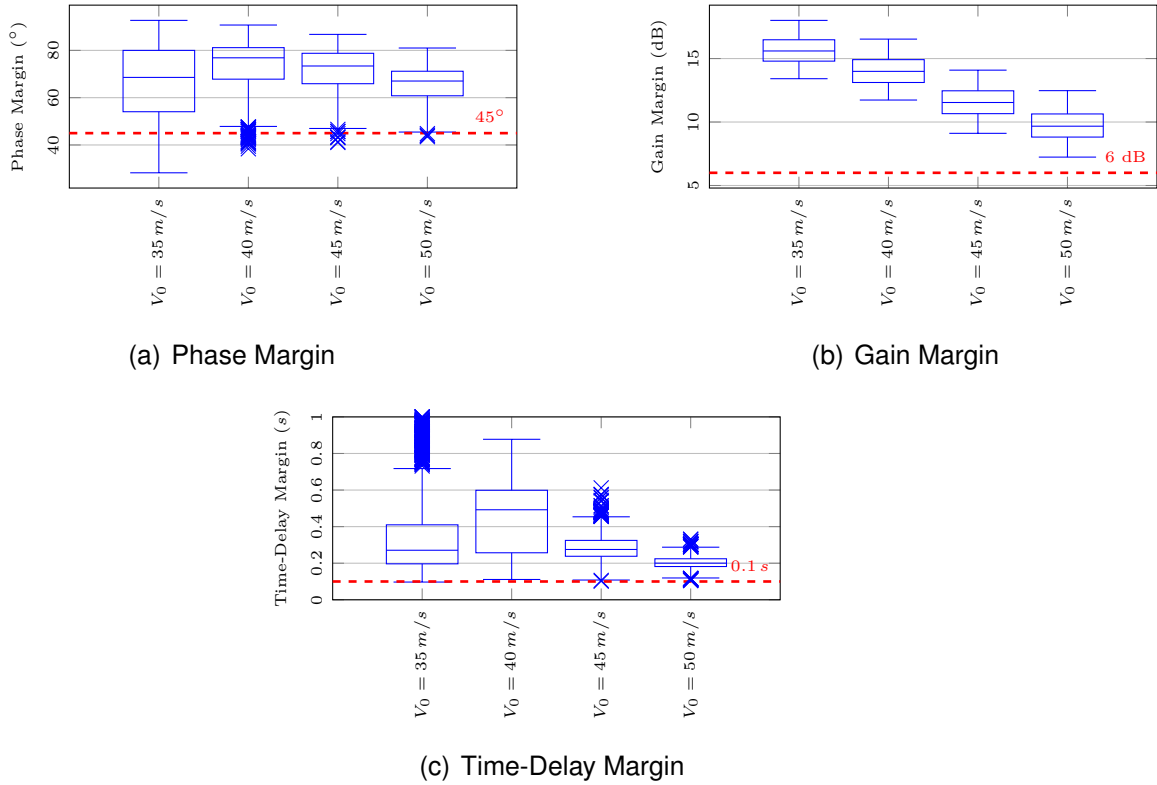 Phase Margin (°)
80
60
40
45°
V₀ = 35 m/s
V₀ = 40 m/s
V₀ = 45 m/s
V₀ = 50 m/s
(a) Phase Margin
Gain Margin (dB)
15
10
5
6 dB
V₀ = 35 m/s
V₀ = 40 m/s
V₀ = 45 m/s
V₀ = 50 m/s
(b) Gain Margin
Time-Delay Margin (s)
1
0.8
0.6
0.4
0.2
0
0.1 s
V₀ = 35 m/s
V₀ = 40 m/s
V₀ = 45 m/s
V₀ = 50 m/s
(c) Time-Delay Margin